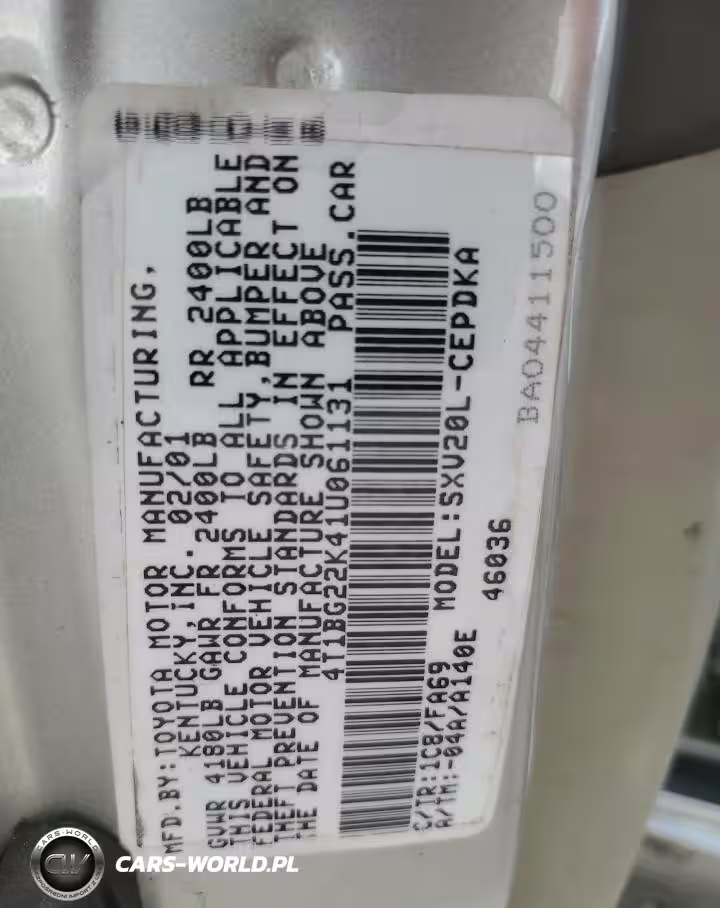 MFD.BY:TOYOTA MOTOR MANUFACTURING,
KENTUCKY,INC. 02/01
GVWR 4180LB GAWR FR 2400LB RR 2400LB
THIS VEHICLE CONFORMS TO ALL APPLICABLE
FEDERAL MOTOR VEHICLE SAFETY,BUMPER AND
THEFT PREVENTION STANDARDS IN EFFECT ON
THE DATE OF MANUFACTURE SHOWN ABOVE
4T1BG22K41U061131 PASS.CAR
C/TR:1C8/FA69 MODEL:SXV20L-CEPDKA
A/TM:-04A/A140E 46036
BA04411500
CARS-WORLD
CW
CARS-WORLD.PL